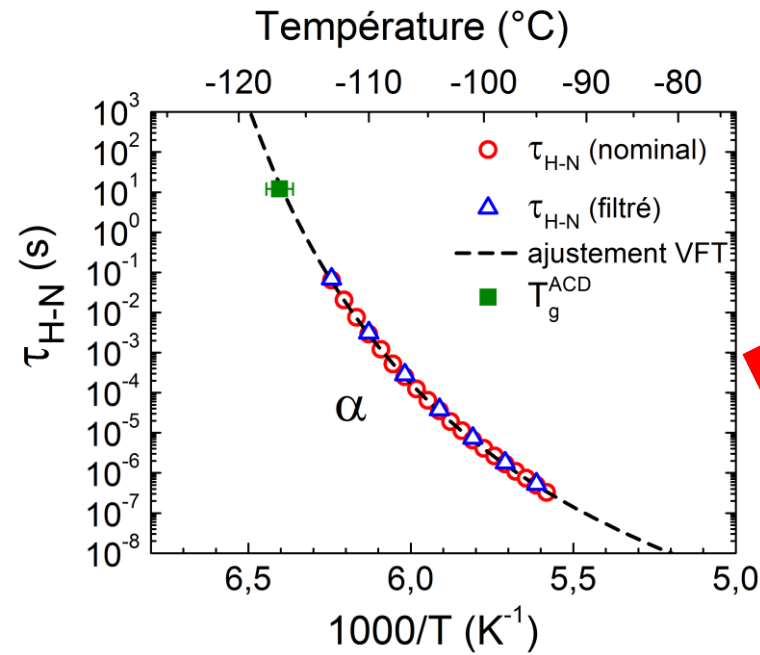 Température (°C)
-120 -110 -100 -90 -80
10³
10²
10¹
10⁰
10⁻¹
10⁻²
10⁻³
10⁻⁴
10⁻⁵
10⁻⁶
10⁻⁷
10⁻⁸
τH-N (s)
τH-N (nominal)
τH-N (filtré)
ajustement VFT
TgACD
α
6,5 6,0 5,5 5,0
1000/T (K⁻¹)